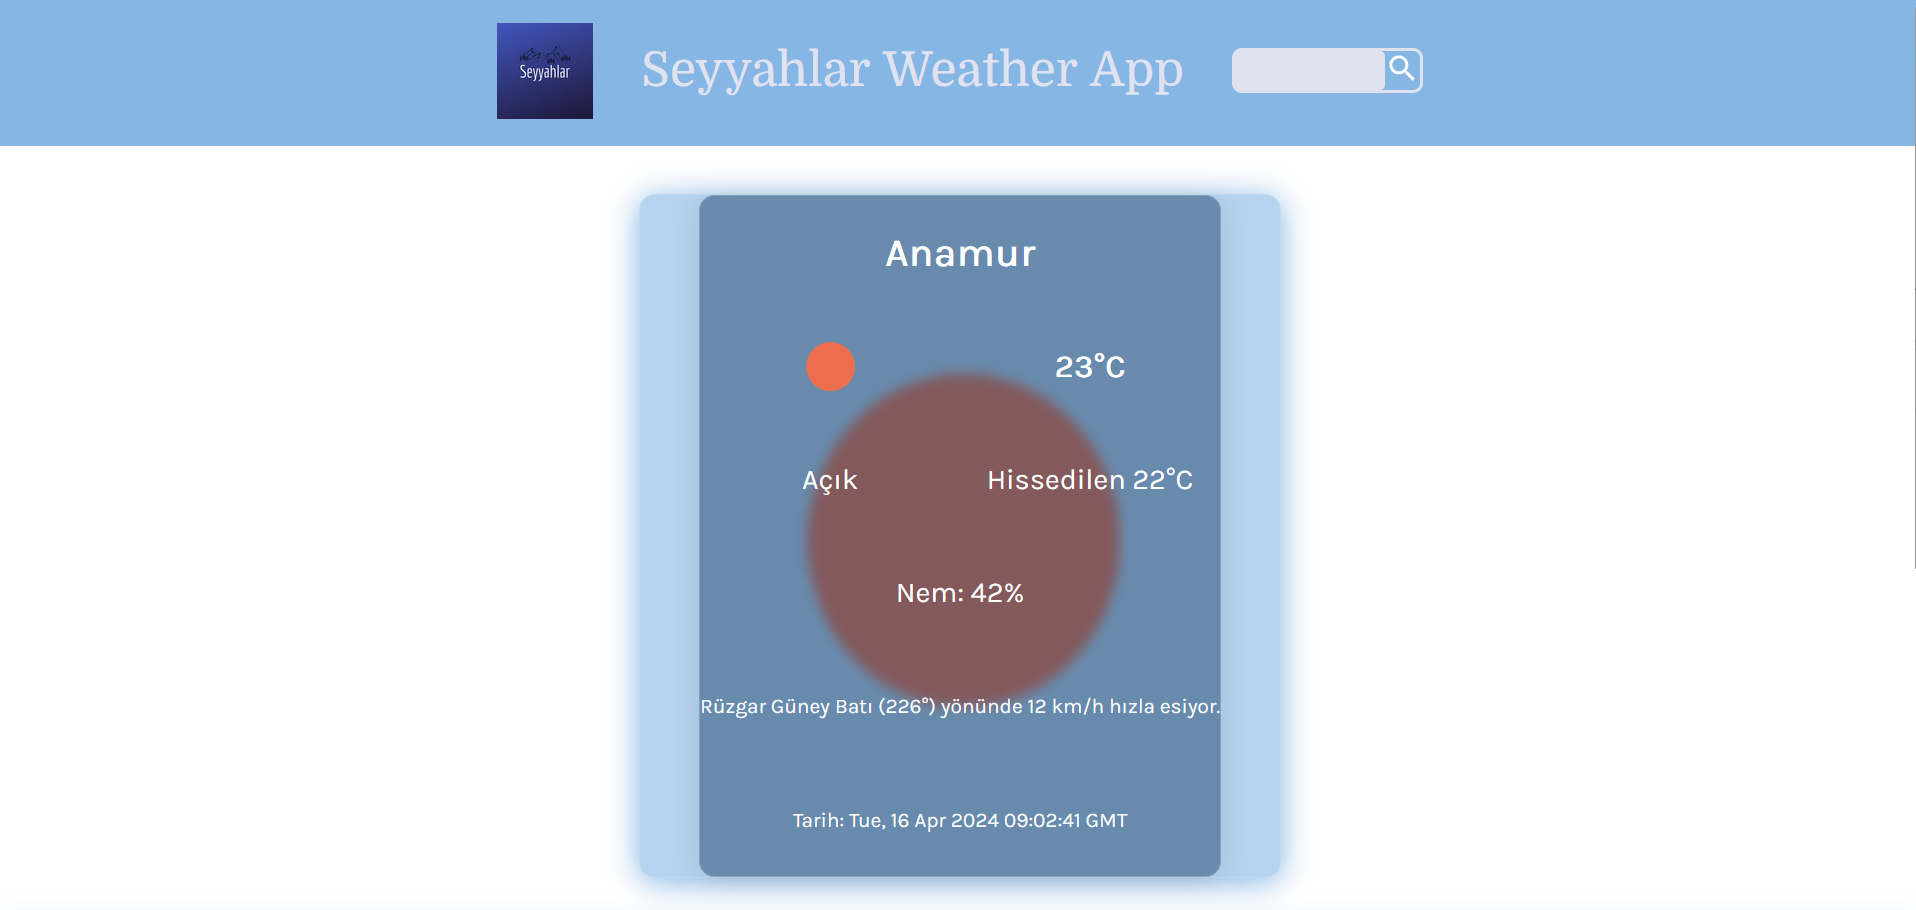 Seyyahlar
Seyyahlar Weather App
Anamur
23°C
Açık
Hissedilen 22°C
Nem: 42%
Rüzgar Güney Batı (226°) yönünde 12 km/h hızla esiyor.
Tarih: Tue, 16 Apr 2024 09:02:41 GMT